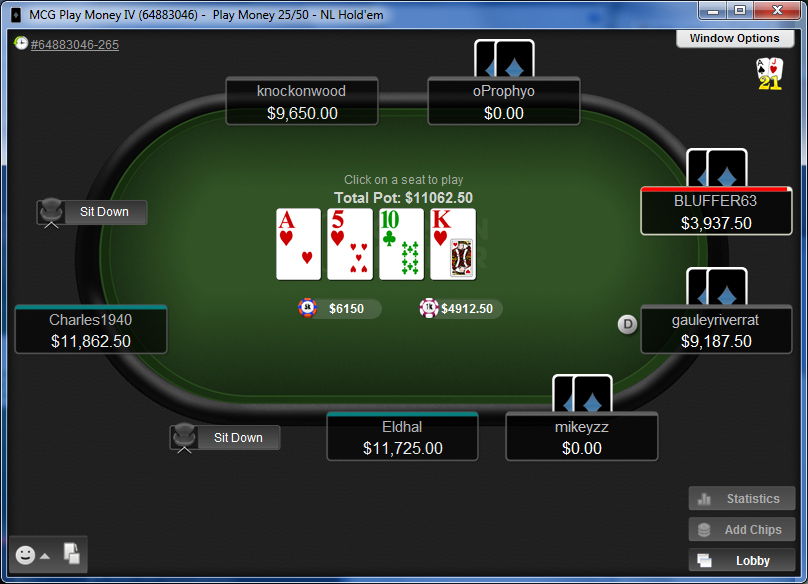 MCG Play Money IV (64883046) - Play Money 25/50 - NL Hold'em
#64883046-265
Window Options
21
knockonwood
$9,650.00
oProphyo
$0.00
BLUFFER63
$3,937.50
Click on a seat to play
Total Pot: $11062.50
A
5
10
K
Sit Down
$6150
$4912.50
Charles1940
$11,862.50
D
gauleyriverrat
$9,187.50
Sit Down
Eldhal
$11,725.00
mikeyzz
$0.00
Statistics
Add Chips
Lobby